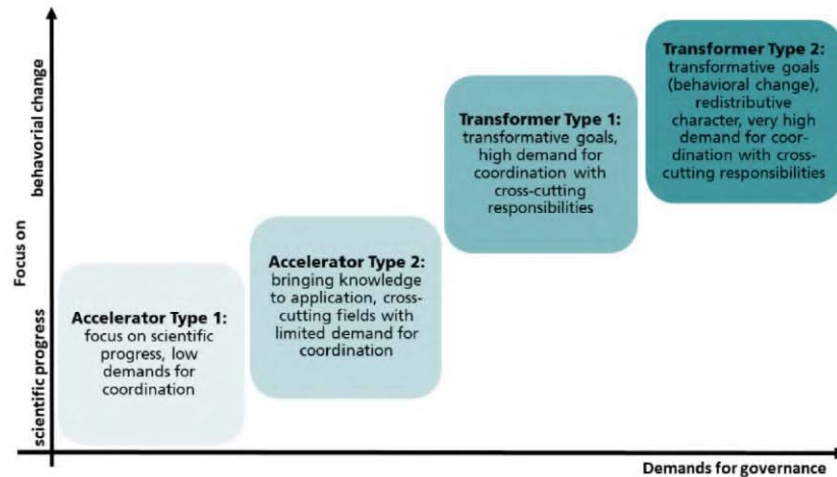 Transformer Type 2:
transformative goals
(behavioral change),
redistributive
character, very high
demand for coor-
dination with cross-
cutting responsibilities
Transformer Type 1:
transformative goals,
high demand for
coordination with
cross-cutting
responsibilities
Accelerator Type 2:
bringing knowledge
to application, cross-
cutting fields with
limited demand for
coordination
Accelerator Type 1:
focus on scientific
progress, low
demands for
coordination
Focus on
behavorial change
scientific progress
Demands for governance